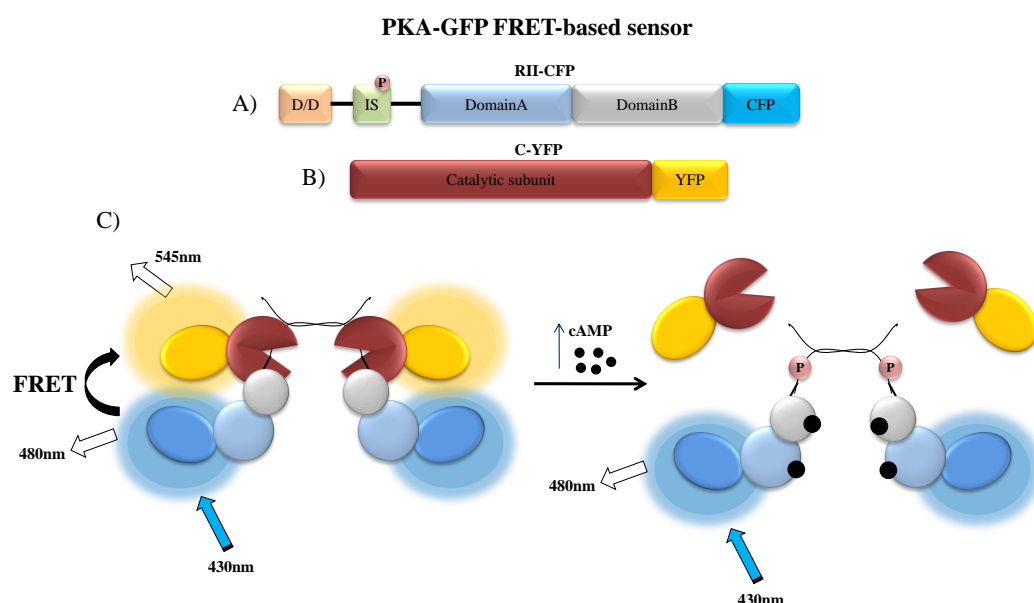 PKA-GFP FRET-based sensor
RII-CFP
A)
D/D
IS
P
DomainA
DomainB
CFP
C-YFP
B)
Catalytic subunit
YFP
C)
545nm
FRET
480nm
430nm
cAMP
P
P
480nm
430nm